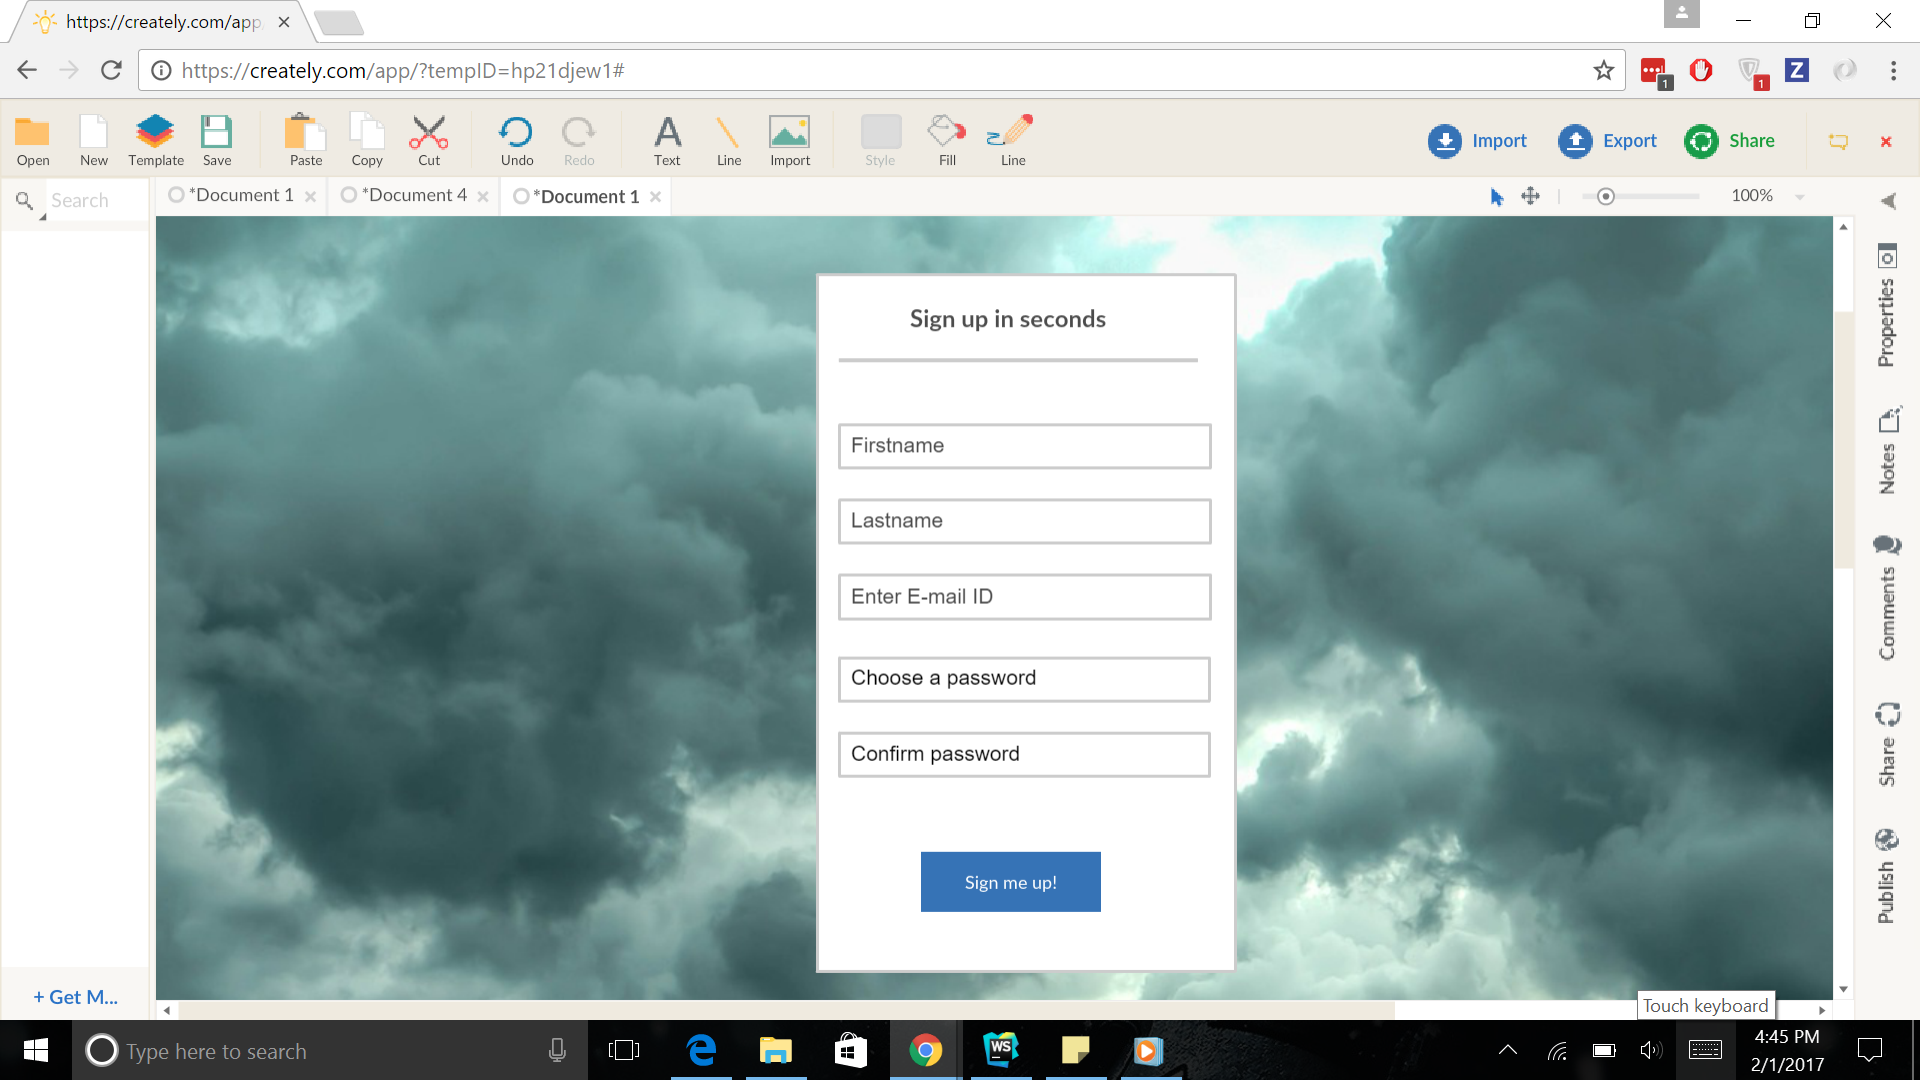 https://creately.com/app
https://creately.com/app/?tempID=hp21djew1#
1
1
Z
Open
New
Template
Save
Paste
Copy
Cut
Undo
Redo
Text
Line
Import
Style
Fill
Line
Import
Export
Share
Search
*Document 1
*Document 4
*Document 1
100%
Sign up in seconds
Firstname
Lastname
Enter E-mail ID
Choose a password
Confirm password
Sign me up!
Properties
Notes
Comments
Share
Publish
+ Get M...
Touch keyboard
Type here to search
WS
4:45 PM
2/1/2017